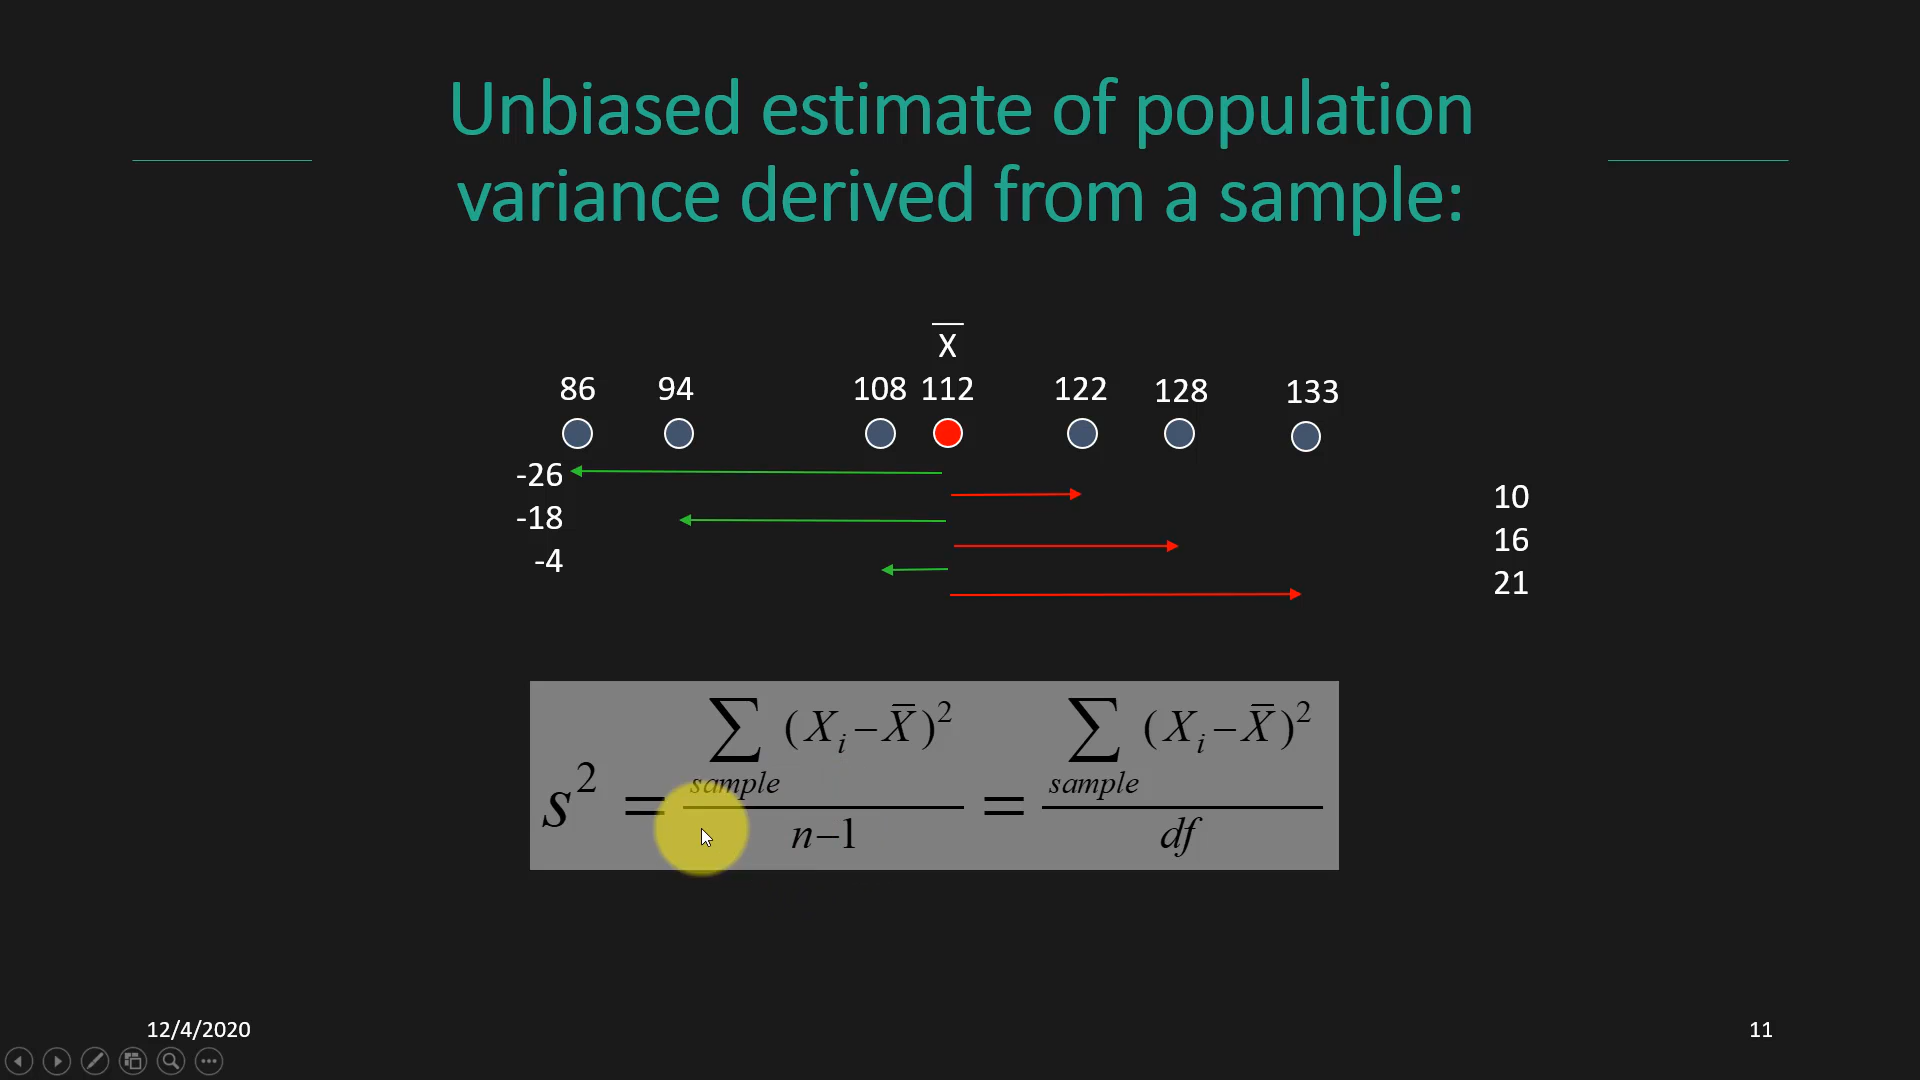 Unbiased estimate of population
variance derived from a sample:
X̅
86 94 108 112 122 128 133
-26
10
-18
16
-4
21
s² = ∑ sample (Xᵢ − X̅)² / n−1 = ∑ sample (Xᵢ − X̅)² / df
12/4/2020
11